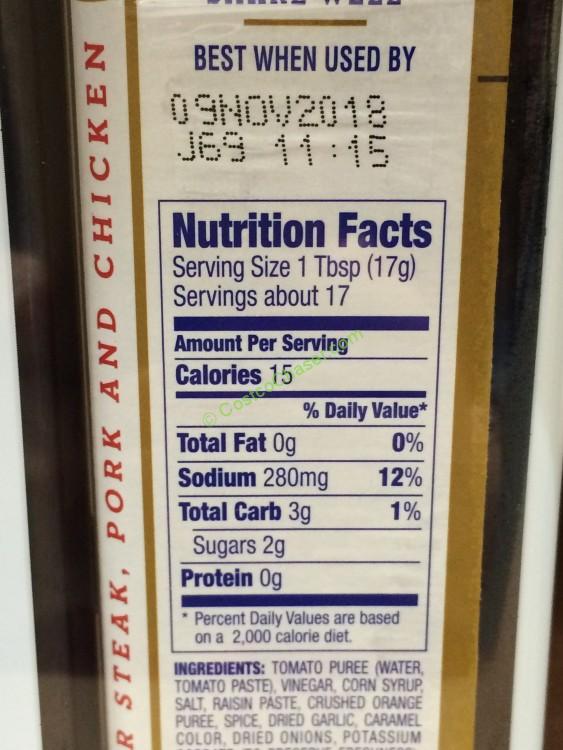 BEST WHEN USED BY
09NOV2018
J69 11:15
Nutrition Facts
Serving Size 1 Tbsp (17g)
Servings about 17
Amount Per Serving
Calories 15
% Daily Value*
Total Fat 0g 0%
Sodium 280mg 12%
Total Carb 3g 1%
Sugars 2g
Protein 0g
* Percent Daily Values are based
on a 2,000 calorie diet.
INGREDIENTS: TOMATO PUREE (WATER,
TOMATO PASTE), VINEGAR, CORN SYRUP,
SALT, RAISIN PASTE, CRUSHED ORANGE
PUREE, SPICE, DRIED GARLIC, CARAMEL
COLOR, DRIED ONIONS, POTASSIUM
R STEAK, PORK AND CHICKEN
© CostcoChaser.com